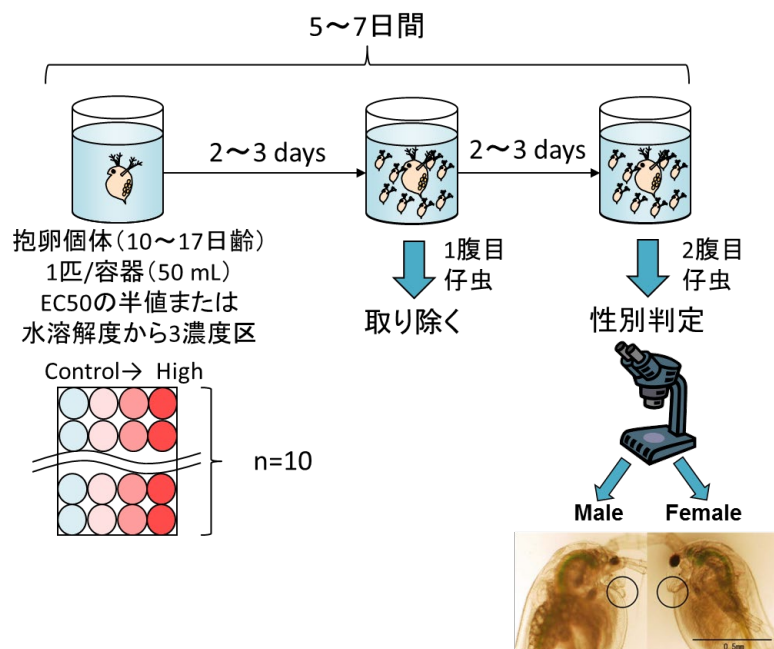 5～7日間
2～3 days
2～3 days
抱卵個体（10～17日齢）
1匹/容器（50 mL）
EC50の半値または
水溶解度から3濃度区
1腹目
仔虫
取り除く
2腹目
仔虫
性別判定
Control→ High
n=10
Male
Female
0.5mm